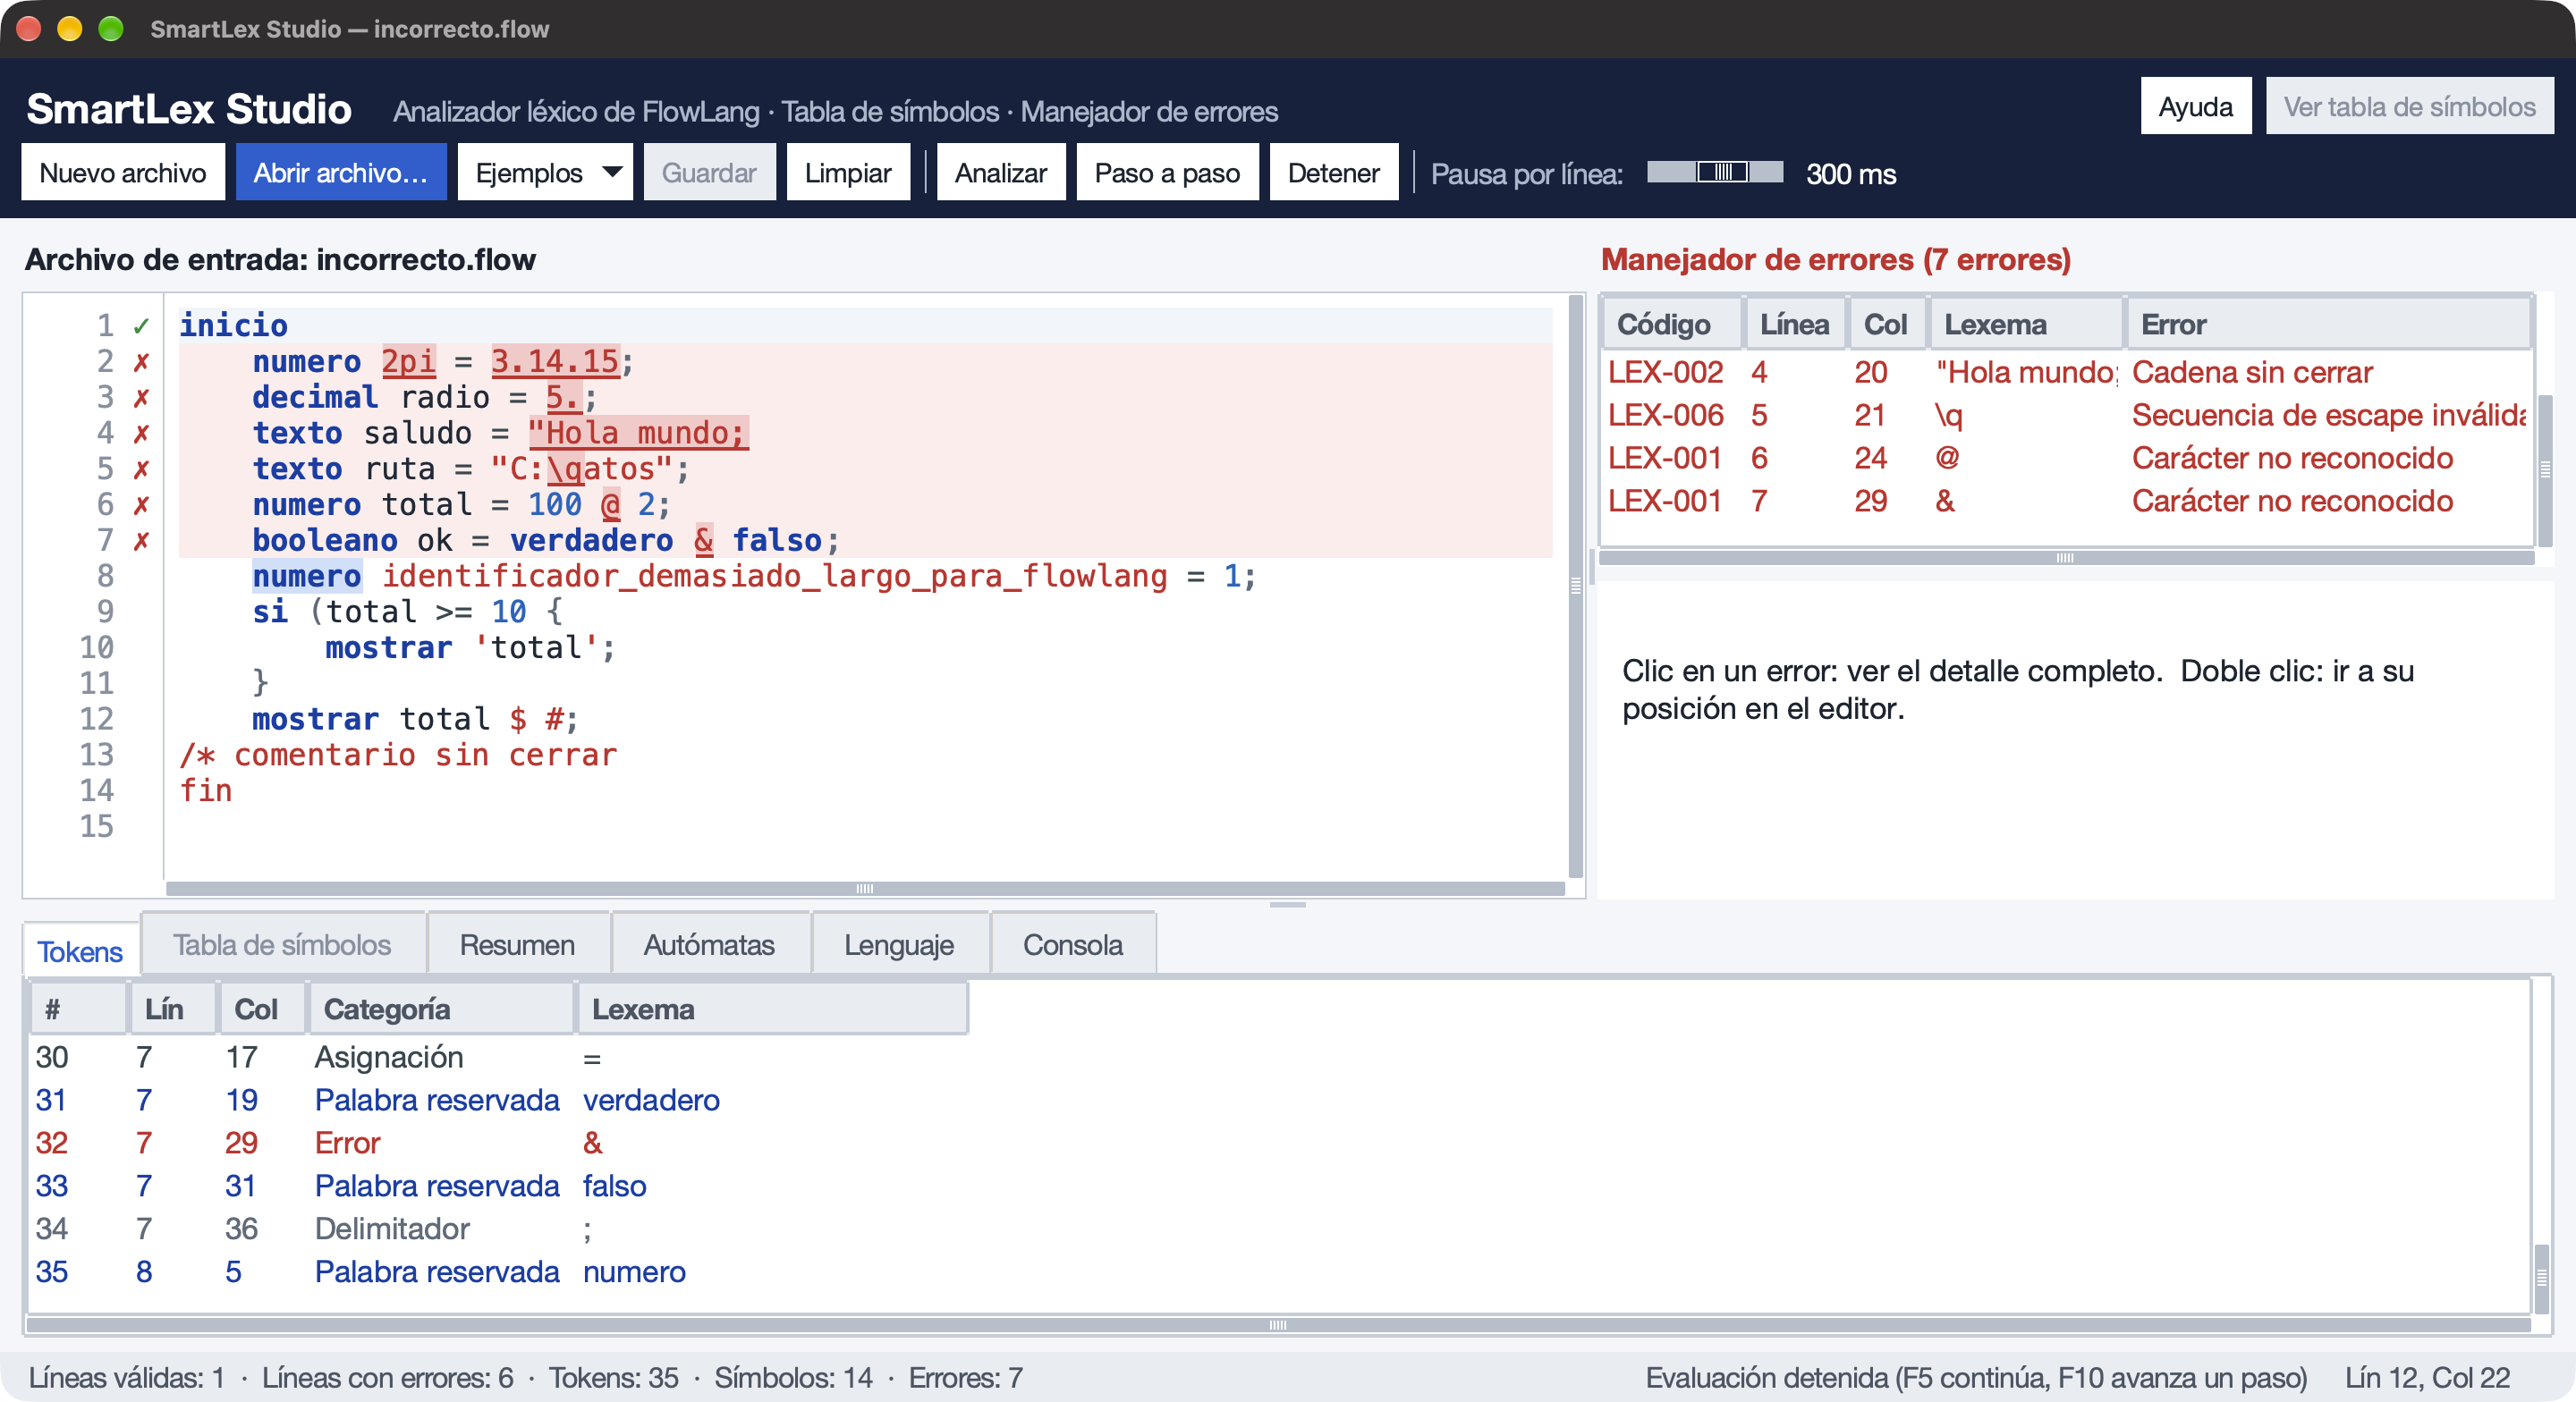 SmartLex Studio — incorrecto.flow
SmartLex Studio Analizador léxico de FlowLang · Tabla de símbolos · Manejador de errores Ayuda Ver tabla de símbolos
Nuevo archivo Abrir archivo... Ejemplos Guardar Limpiar Analizar Paso a paso Detener Pausa por línea: 300 ms
Archivo de entrada: incorrecto.flow
1 ✓ inicio
2 ✗ numero 2pi = 3.14.15;
3 ✗ decimal radio = 5.;
4 ✗ texto saludo = "Hola mundo;
5 ✗ texto ruta = "C:\qatos";
6 ✗ numero total = 100 @ 2;
7 ✗ booleano ok = verdadero & falso;
8 numero identificador_demasiado_largo_para_flowlang = 1;
9 si (total >= 10 {
10 mostrar 'total';
11 }
12 mostrar total $ #;
13 /* comentario sin cerrar
14 fin
15
Manejador de errores (7 errores)
Código Línea Col Lexema Error
LEX-002 4 20 "Hola mundo; Cadena sin cerrar
LEX-006 5 21 \q Secuencia de escape inválida
LEX-001 6 24 @ Carácter no reconocido
LEX-001 7 29 & Carácter no reconocido
Clic en un error: ver el detalle completo. Doble clic: ir a su
posición en el editor.
Tokens Tabla de símbolos Resumen Autómatas Lenguaje Consola
# Lín Col Categoría Lexema
30 7 17 Asignación =
31 7 19 Palabra reservada verdadero
32 7 29 Error &
33 7 31 Palabra reservada falso
34 7 36 Delimitador ;
35 8 5 Palabra reservada numero
Líneas válidas: 1 · Líneas con errores: 6 · Tokens: 35 · Símbolos: 14 · Errores: 7 Evaluación detenida (F5 continúa, F10 avanza un paso) Lín 12, Col 22